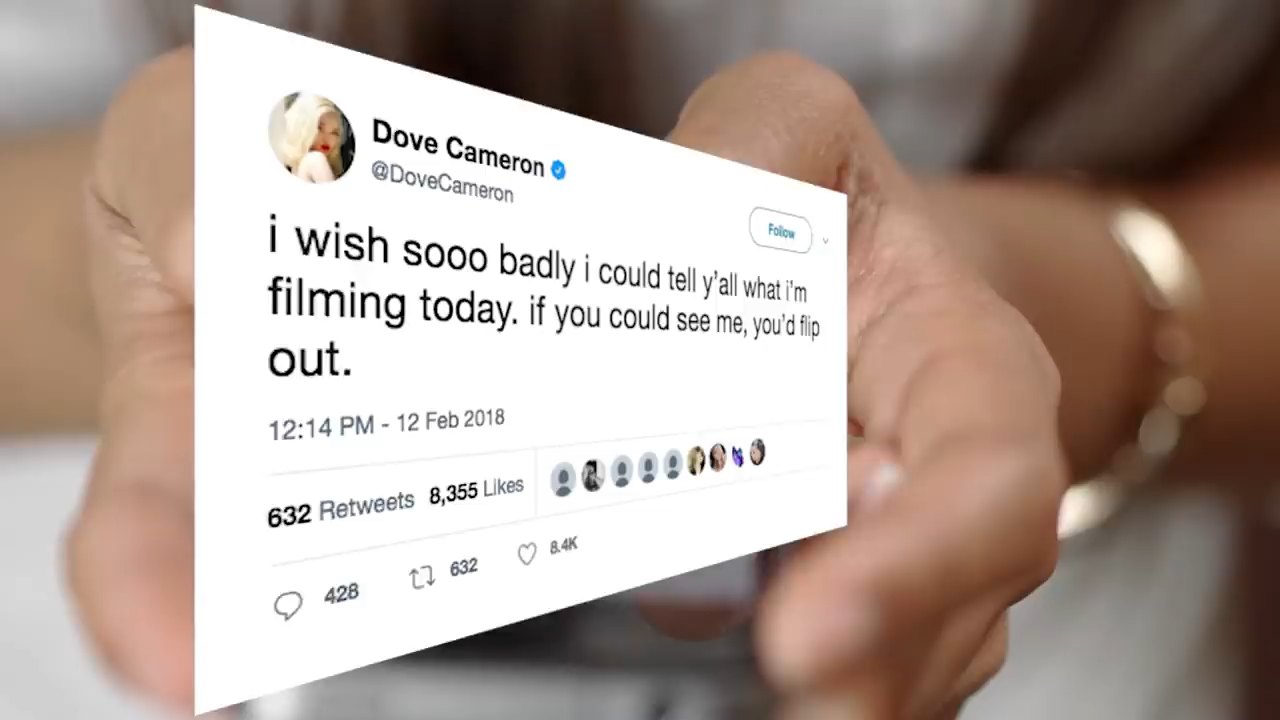 Dove Cameron
@DoveCameron
Follow
i wish sooo badly i could tell y'all what i'm
filming today. if you could see me, you'd flip
out.
12:14 PM - 12 Feb 2018
632 Retweets 8,355 Likes
428 632 8.4K